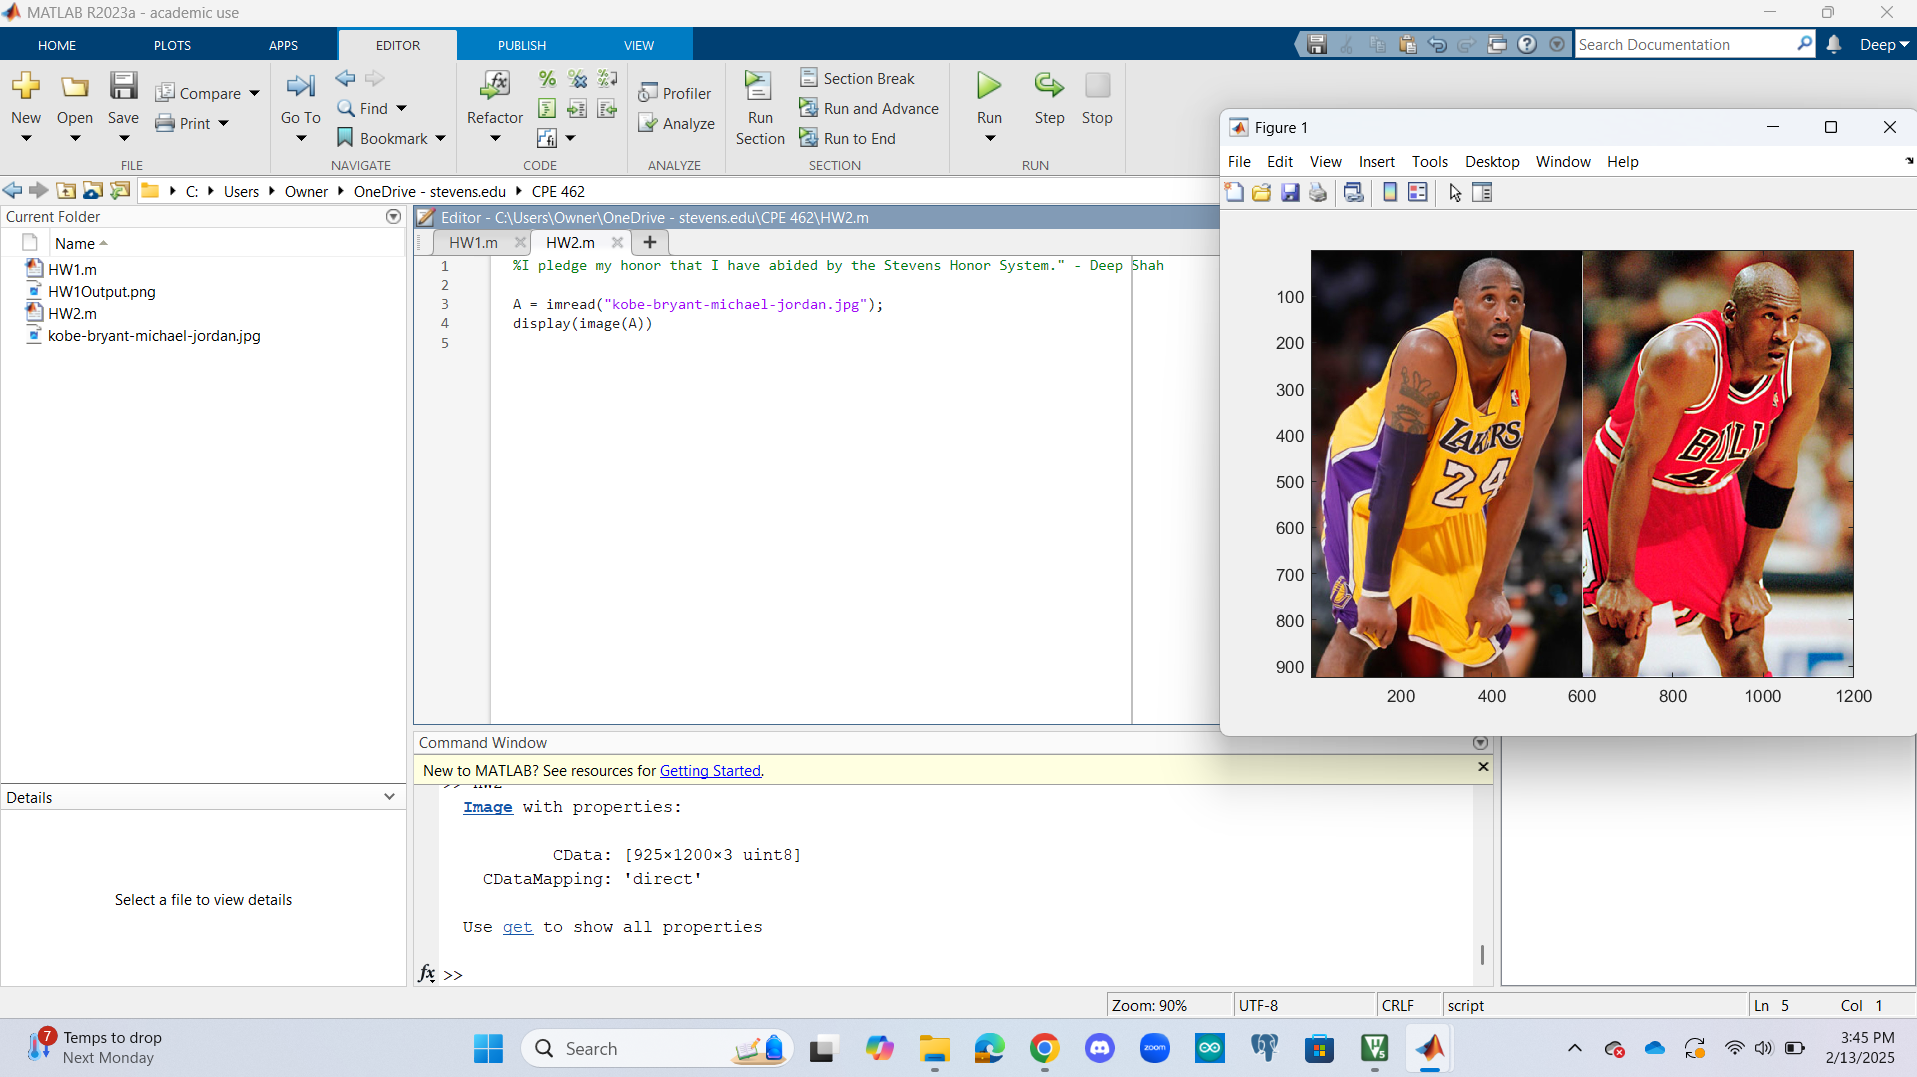 MATLAB R2023a - academic use
HOME PLOTS APPS EDITOR PUBLISH VIEW
Search Documentation
Deep
New
Open
Save
Compare
Print
FILE
Go To
Find
Bookmark
NAVIGATE
Refactor
CODE
Profiler
Analyze
ANALYZE
Run
Section
Section Break
Run and Advance
Run to End
SECTION
Run
Step
Stop
RUN
C: Users Owner OneDrive - stevens.edu CPE 462
Current Folder
Name
HW1.m
HW1Output.png
HW2.m
kobe-bryant-michael-jordan.jpg
Details
Select a file to view details
Editor - C:\Users\Owner\OneDrive - stevens.edu\CPE 462\HW2.m
HW1.m HW2.m
1 %I pledge my honor that I have abided by the Stevens Honor System." - Deep Shah
2
3 A = imread("kobe-bryant-michael-jordan.jpg");
4 display(image(A))
5
Command Window
New to MATLAB? See resources for Getting Started.
>> HW2
Image with properties:
CData: [925×1200×3 uint8]
CDataMapping: 'direct'
Use get to show all properties
fx >>
Figure 1
File Edit View Insert Tools Desktop Window Help
100
200
300
400
500
600
700
800
900
200 400 600 800 1000 1200
LAKERS
24
BULL
4
Zoom: 90% UTF-8 CRLF script Ln 5 Col 1
7
Temps to drop
Next Monday
Search
zoom
3:45 PM
2/13/2025